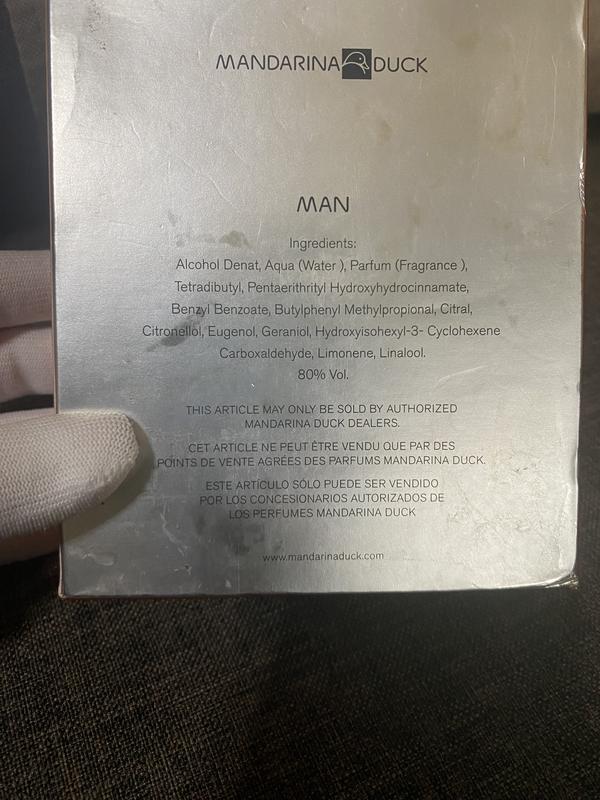 MANDARINA DUCK
MAN
Ingredients:
Alcohol Denat, Aqua (Water ), Parfum (Fragrance ),
Tetradibutyl, Pentaerithrityl Hydroxyhydrocinnamate,
Benzyl Benzoate, Butylphenyl Methylpropional, Citral,
Citronellol, Eugenol, Geraniol, Hydroxyisohexyl-3- Cyclohexene
Carboxaldehyde, Limonene, Linalool.
80% Vol.
THIS ARTICLE MAY ONLY BE SOLD BY AUTHORIZED
MANDARINA DUCK DEALERS.
CET ARTICLE NE PEUT ÊTRE VENDU QUE PAR DES
POINTS DE VENTE AGRÉES DES PARFUMS MANDARINA DUCK.
ESTE ARTÍCULO SÓLO PUEDE SER VENDIDO
POR LOS CONCESIONARIOS AUTORIZADOS DE
LOS PERFUMES MANDARINA DUCK
www.mandarinaduck.com